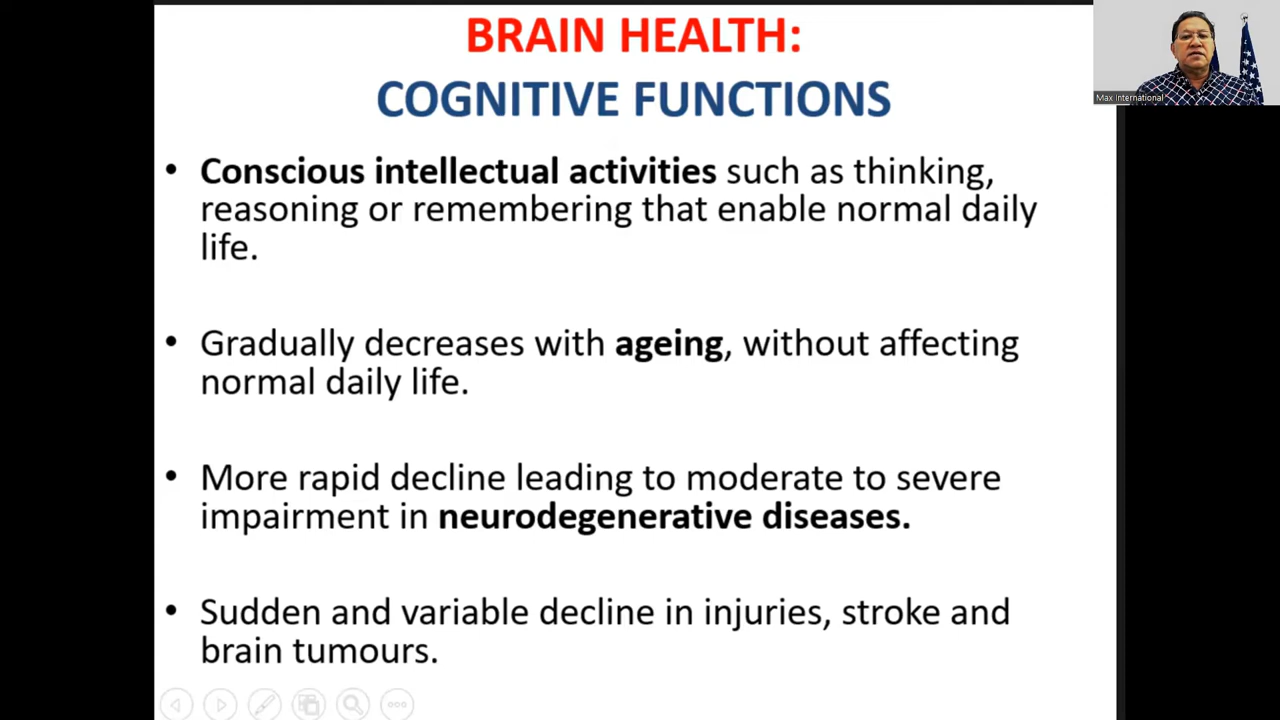 BRAIN HEALTH:
COGNITIVE FUNCTIONS
Max International
• Conscious intellectual activities such as thinking,
reasoning or remembering that enable normal daily
life.
• Gradually decreases with ageing, without affecting
normal daily life.
• More rapid decline leading to moderate to severe
impairment in neurodegenerative diseases.
• Sudden and variable decline in injuries, stroke and
brain tumours.